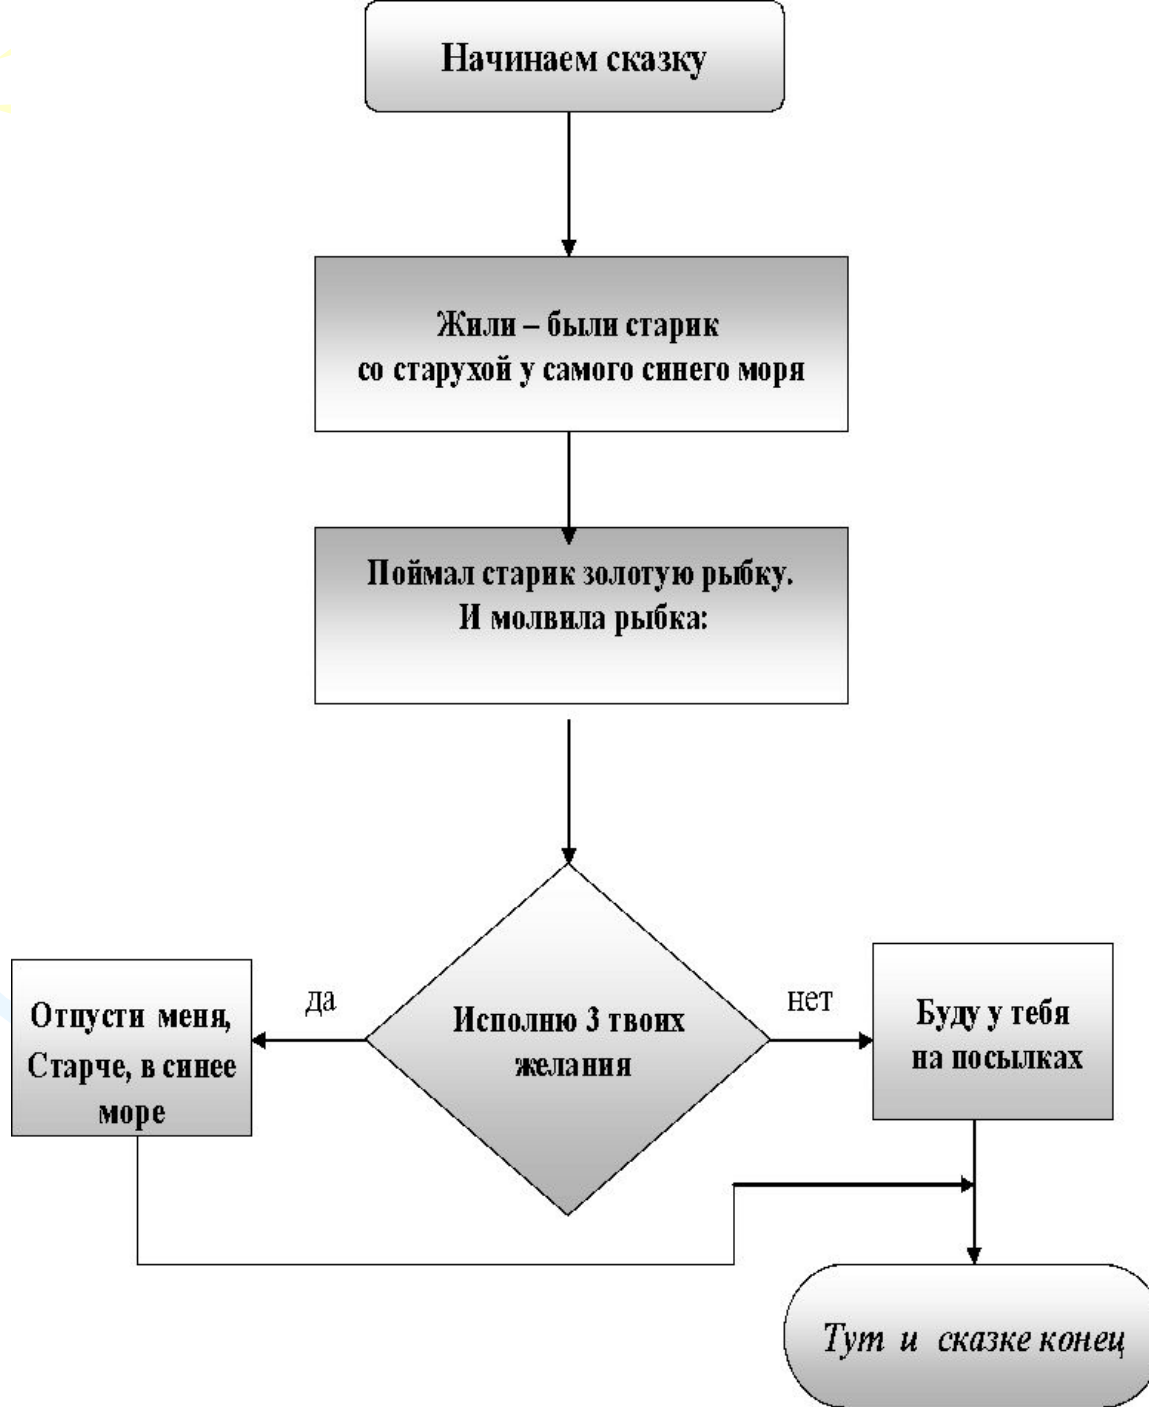 Начинаем сказку
Жили – были старик
со старухой у самого синего моря
Поймал старик золотую рыбку.
И молвила рыбка:
Исполню 3 твоих
желания
да
нет
Отпусти меня,
Старче, в синее
море
Буду у тебя
на посылках
Тут и сказке конец